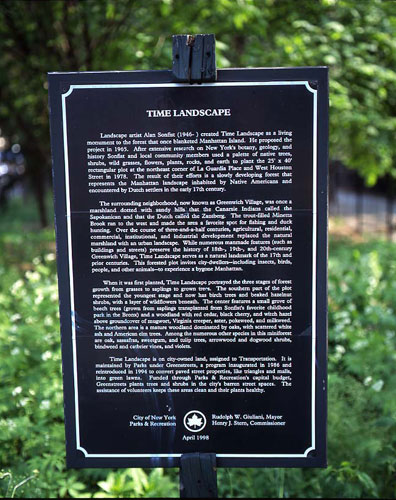 TIME LANDSCAPE
Landscape artist Alan Sonfist (1946- ) created Time Landscape as a living
monument to the forest that once blanketed Manhattan Island. He proposed the
project in 1965. After extensive research on New York's botany, geology, and
history Sonfist and local community members used a palette of native trees,
shrubs, wild grasses, flowers, plants, rocks, and earth to plant the 25' x 40'
rectangular plot at the northeast corner of La Guardia Place and West Houston
Street in 1978. The result of their efforts is a slowly developing forest that
represents the Manhattan landscape inhabited by Native Americans and
encountered by Dutch settlers in the early 17th century.
The surrounding neighborhood, now known as Greenwich Village, was once a
marshland dotted with sandy hills that the Canarsie Indians called the
Sapokanican and that the Dutch called the Zantberg. The trout-filled Minetta
Brook ran to the west and made the area a favorite spot for fishing and duck
hunting. Over the course of three-and-a-half centuries, agricultural, residential,
commercial, institutional, and industrial development replaced the natural
marshland with an urban landscape. While numerous manmade features (such as
buildings and streets) preserve the history of 18th-, 19th-, and 20th-century
Greenwich Village, Time Landscape serves as a natural landmark of the 17th and
prior centuries. This forested plot invites city-dwellers—including insects, birds,
people, and other animals—to experience a bygone Manhattan.
When it was first planted, Time Landscape portrayed the three stages of forest
growth from grasses to saplings to grown trees. The southern part of the plot
represented the youngest stage and now has birch trees and beaked hazelnut
shrubs, with a layer of wildflowers beneath. The center features a small grove of
beech trees (grown from saplings transplanted from Sonfist's favorite childhood
park in the Bronx) and a woodland with red cedar, black cherry, and witch hazel
above groundcover of mugwort, Virginia creeper, aster, pokeweed, and milkweed.
The northern area is a mature woodland dominated by oaks, with scattered white
ash and American elm trees. Among the numerous other species in this miniforest
are oak, sassafras, sweetgum, and tulip trees, arrowwood and dogwood shrubs,
bindweed and catbrier vines, and violets.
Time Landscape is on city-owned land, assigned to Transportation. It is
maintained by Parks under Greenstreets, a program inaugurated in 1986 and
reintroduced in 1994 to convert paved street properties, like triangles and malls,
into green lawns. Funded through Parks & Recreation's capital budget,
Greenstreets plants trees and shrubs in the city's barren street spaces. The
assistance of volunteers keeps these areas clean and their plants healthy.
City of New York Rudolph W. Giuliani, Mayor
Parks & Recreation Henry J. Stern, Commissioner
April 1998